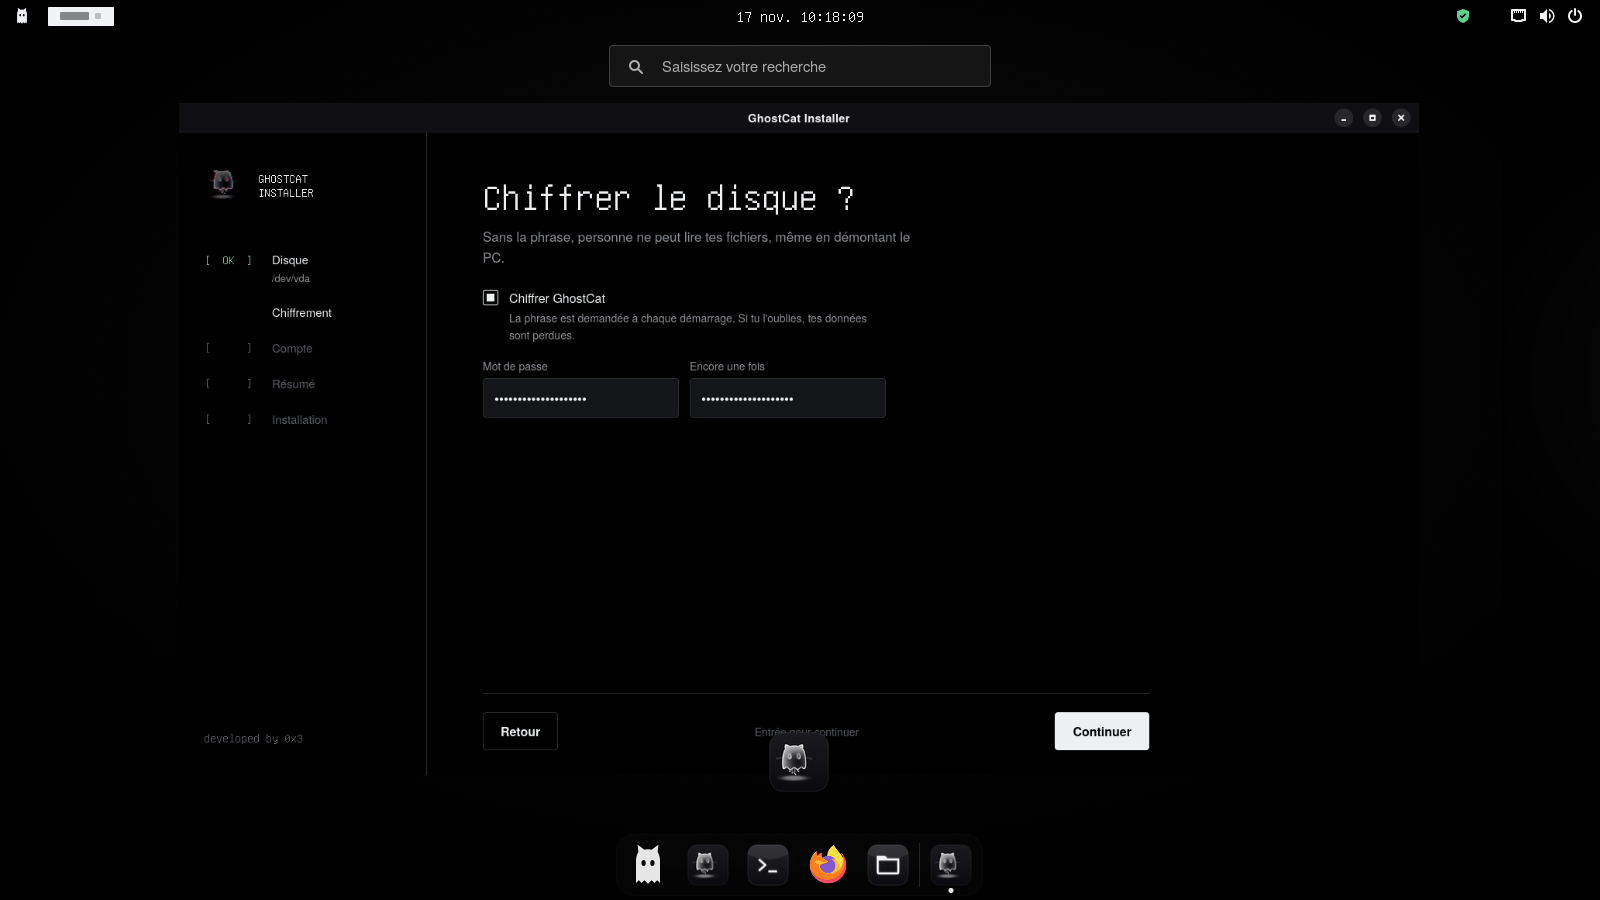 17 nov. 10:18:09
Saisissez votre recherche
GhostCat Installer
GHOSTCAT
INSTALLER
[ OK ] Disque
/dev/vda
Chiffrement
[ ] Compte
[ ] Résumé
[ ] Installation
developed by 0x3
Chiffrer le disque ?
Sans la phrase, personne ne peut lire tes fichiers, même en démontant le
PC.
Chiffrer GhostCat
La phrase est demandée à chaque démarrage. Si tu l'oublies, tes données
sont perdues.
Mot de passe
Encore une fois
Retour
Entrée pour continuer
Continuer